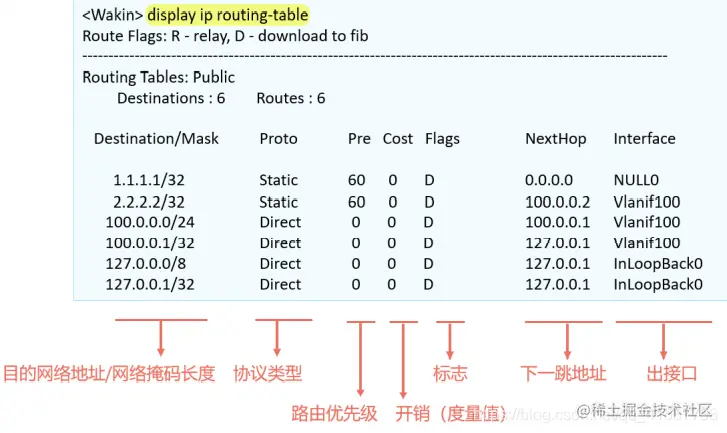 <Wakin> display ip routing-table
Route Flags: R - relay, D - download to fib
------------------------------------------------------------------------------
Routing Tables: Public
Destinations : 6 Routes : 6
Destination/Mask Proto Pre Cost Flags NextHop Interface
1.1.1.1/32 Static 60 0 D 0.0.0.0 NULL0
2.2.2.2/32 Static 60 0 D 100.0.0.2 Vlanif100
100.0.0.0/24 Direct 0 0 D 100.0.0.1 Vlanif100
100.0.0.1/32 Direct 0 0 D 127.0.0.1 Vlanif100
127.0.0.0/8 Direct 0 0 D 127.0.0.1 InLoopBack0
127.0.0.1/32 Direct 0 0 D 127.0.0.1 InLoopBack0
目的网络地址/网络掩码长度 协议类型 标志 下一跳地址 出接口
路由优先级 开销（度量值）
@稀土掘金技术社区